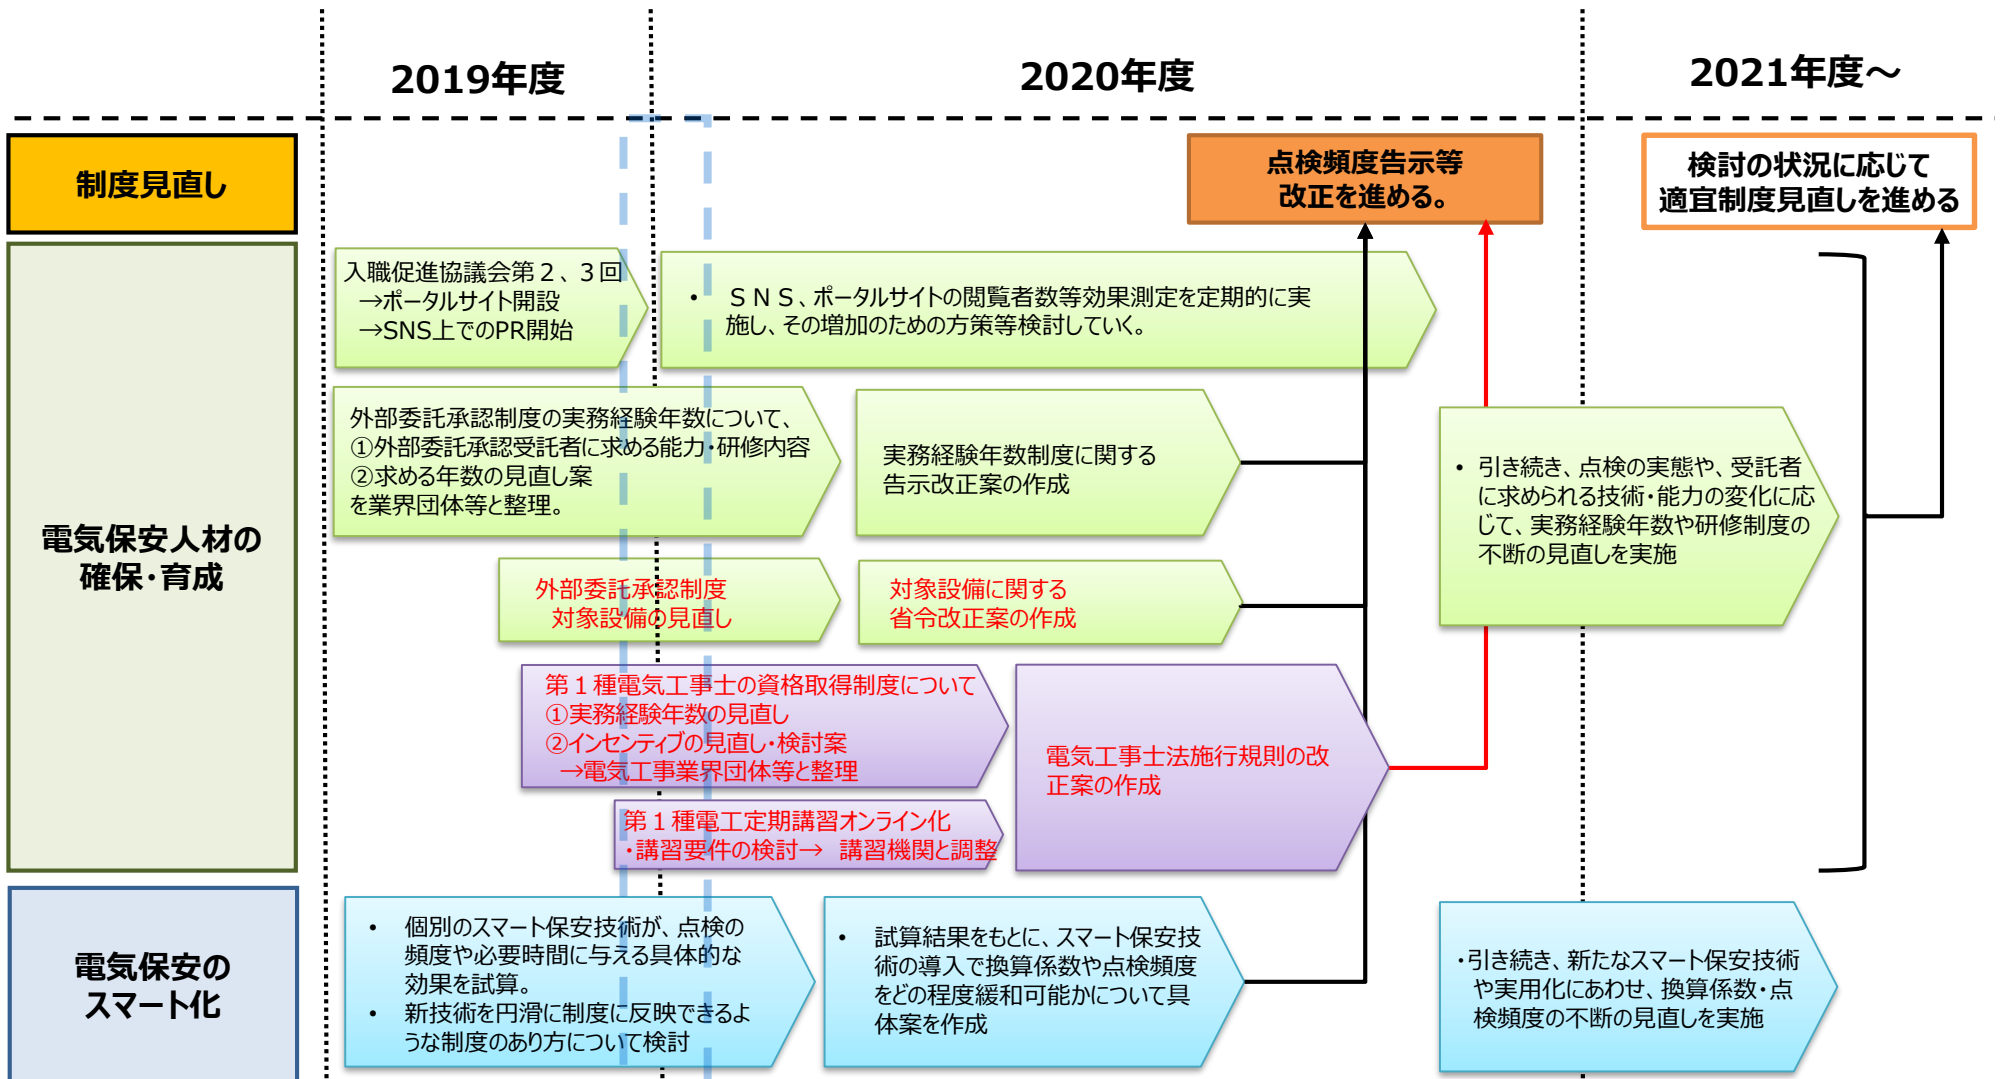 2019年度
2020年度
2021年度～
制度見直し
点検頻度告示等
改正を進める。
検討の状況に応じて
適宜制度見直しを進める
電気保安人材の
確保・育成
入職促進協議会第２、３回
→ポータルサイト開設
→SNS上でのPR開始
• ＳＮＳ、ポータルサイトの閲覧者数等効果測定を定期的に実
施し、その増加のための方策等検討していく。
外部委託承認制度の実務経験年数について、
①外部委託承認受託者に求める能力・研修内容
②求める年数の見直し案
を業界団体等と整理。
実務経験年数制度に関する
告示改正案の作成
• 引き続き、点検の実態や、受託者
に求められる技術・能力の変化に応
じて、実務経験年数や研修制度の
不断の見直しを実施
外部委託承認制度
対象設備の見直し
対象設備に関する
省令改正案の作成
第１種電気工事士の資格取得制度について
①実務経験年数の見直し
②インセンティブの見直し・検討案
→電気工事業界団体等と整理
電気工事士法施行規則の改
正案の作成
第１種電工定期講習オンライン化
・講習要件の検討→ 講習機関と調整
電気保安の
スマート化
• 個別のスマート保安技術が、点検の
頻度や必要時間に与える具体的な
効果を試算。
• 新技術を円滑に制度に反映できるよ
うな制度のあり方について検討
• 試算結果をもとに、スマート保安技
術の導入で換算係数や点検頻度
をどの程度緩和可能かについて具
体案を作成
・引き続き、新たなスマート保安技術
や実用化にあわせ、換算係数・点
検頻度の不断の見直しを実施